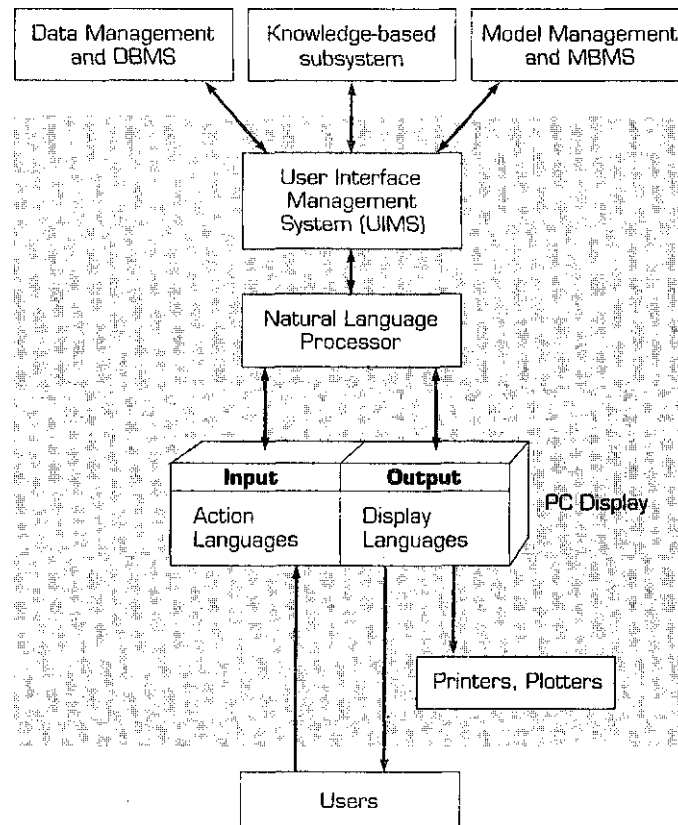 Data Management
and DBMS
Knowledge-based
subsystem
Model Management
and MBMS
User Interface
Management
System (UIMS)
Natural Language
Processor
Input
Output
Action
Languages
Display
Languages
PC Display
Printers, Plotters
Users